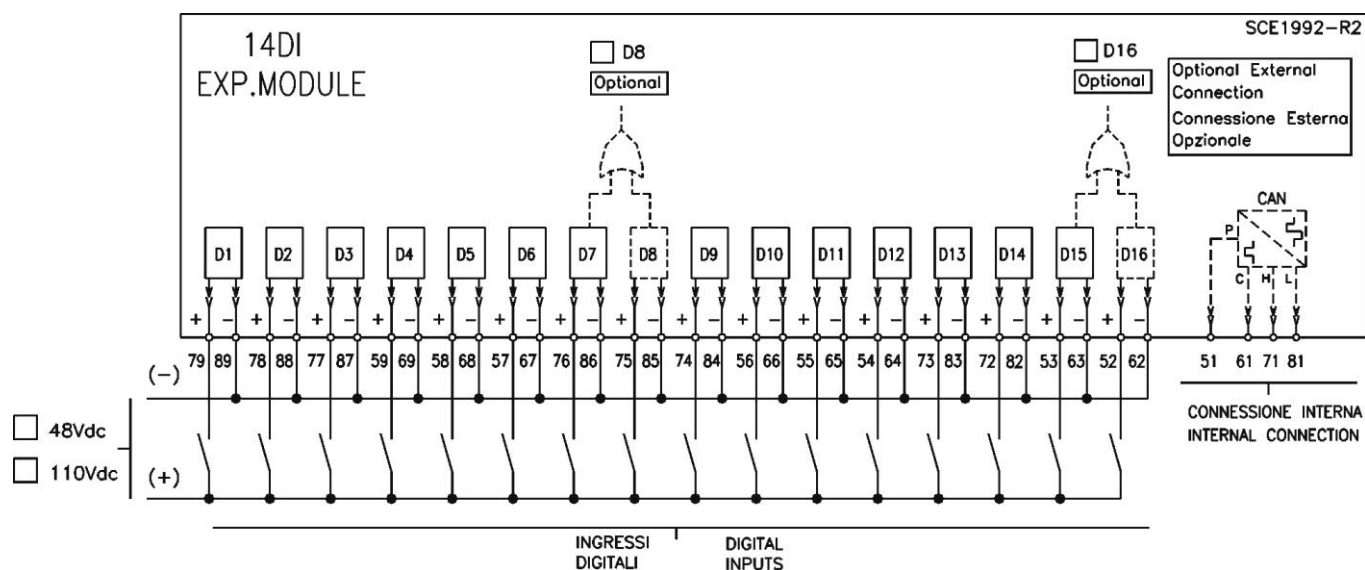 SCE1992-R2
14DI
EXP.MODULE
D8
Optional
D16
Optional
Optional External
Connection
Connessione Esterna
Opzionale
CAN
P
C H L
D1 D2 D3 D4 D5 D6 D7 D8 D9 D10 D11 D12 D13 D14 D15 D16
+ − + − + − + − + − + − + − + − + − + − + − + − + − + − + − + −
79 89 78 88 77 87 59 69 58 68 57 67 76 86 75 85 74 84 56 66 55 65 54 64 73 83 72 82 53 63 52 62 51 61 71 81
(-)
48Vdc
110Vdc
(+)
CONNESSIONE INTERNA
INTERNAL CONNECTION
INGRESSI
DIGITALI
DIGITAL
INPUTS